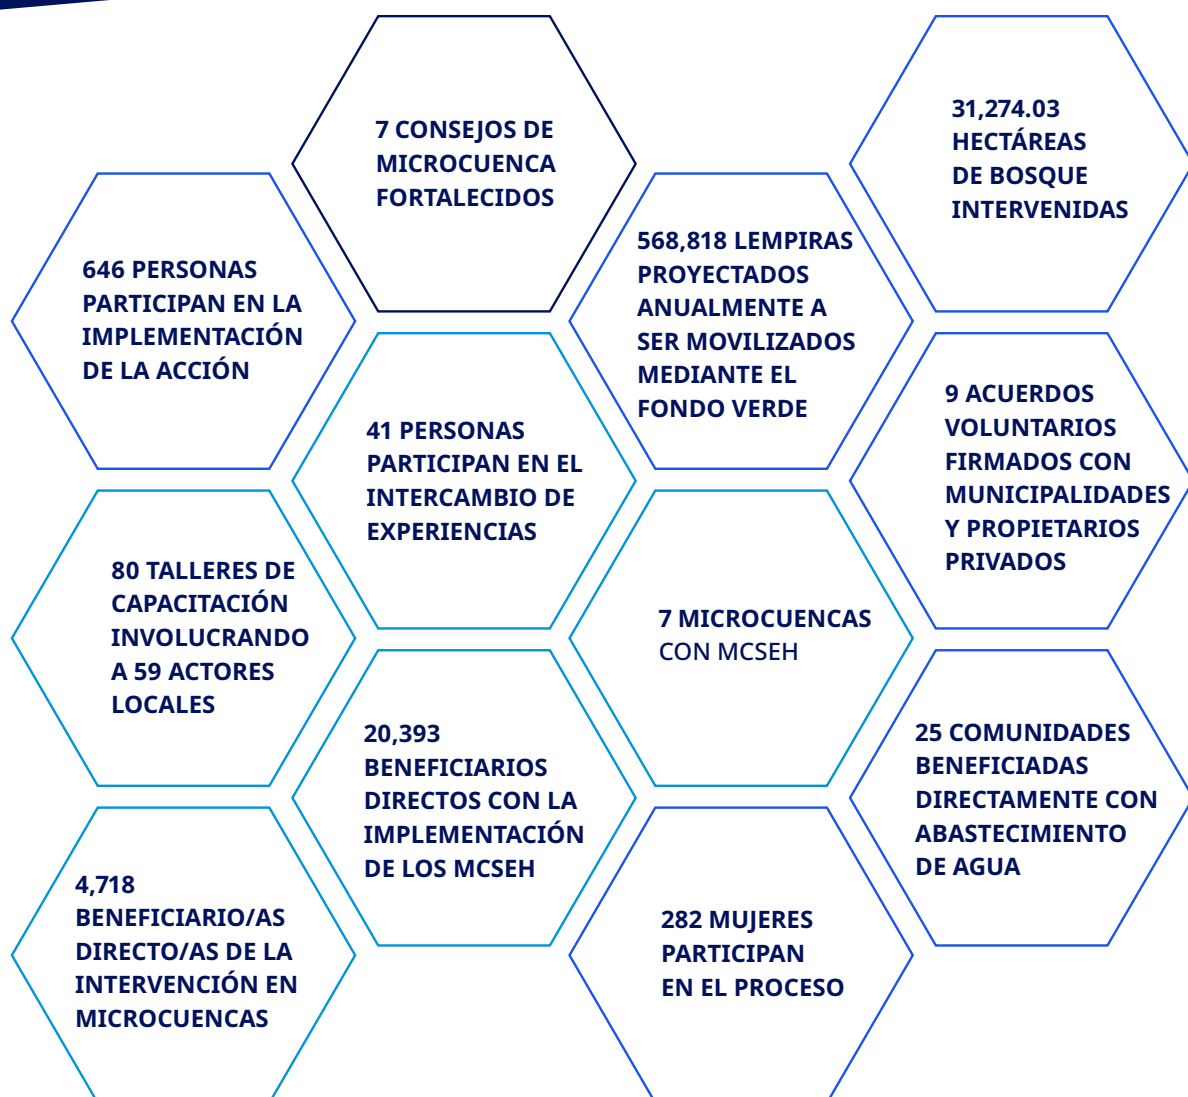 7 CONSEJOS DE
MICROCUENCA
FORTALECIDOS
31,274.03
HECTÁREAS
DE BOSQUE
INTERVENIDAS
646 PERSONAS
PARTICIPAN EN LA
IMPLEMENTACIÓN
DE LA ACCIÓN
568,818 LEMPIRAS
PROYECTADOS
ANUALMENTE A
SER MOVILIZADOS
MEDIANTE EL
FONDO VERDE
41 PERSONAS
PARTICIPAN EN EL
INTERCAMBIO DE
EXPERIENCIAS
9 ACUERDOS
VOLUNTARIOS
FIRMADOS CON
MUNICIPALIDADES
Y PROPIETARIOS
PRIVADOS
80 TALLERES DE
CAPACITACIÓN
INVOLUCRANDO
A 59 ACTORES
LOCALES
7 MICROCUENCAS
CON MCSEH
20,393
BENEFICIARIOS
DIRECTOS CON LA
IMPLEMENTACIÓN
DE LOS MCSEH
25 COMUNIDADES
BENEFICIADAS
DIRECTAMENTE CON
ABASTECIMIENTO
DE AGUA
4,718
BENEFICIARIO/AS
DIRECTO/AS DE LA
INTERVENCIÓN EN
MICROCUENCAS
282 MUJERES
PARTICIPAN
EN EL PROCESO